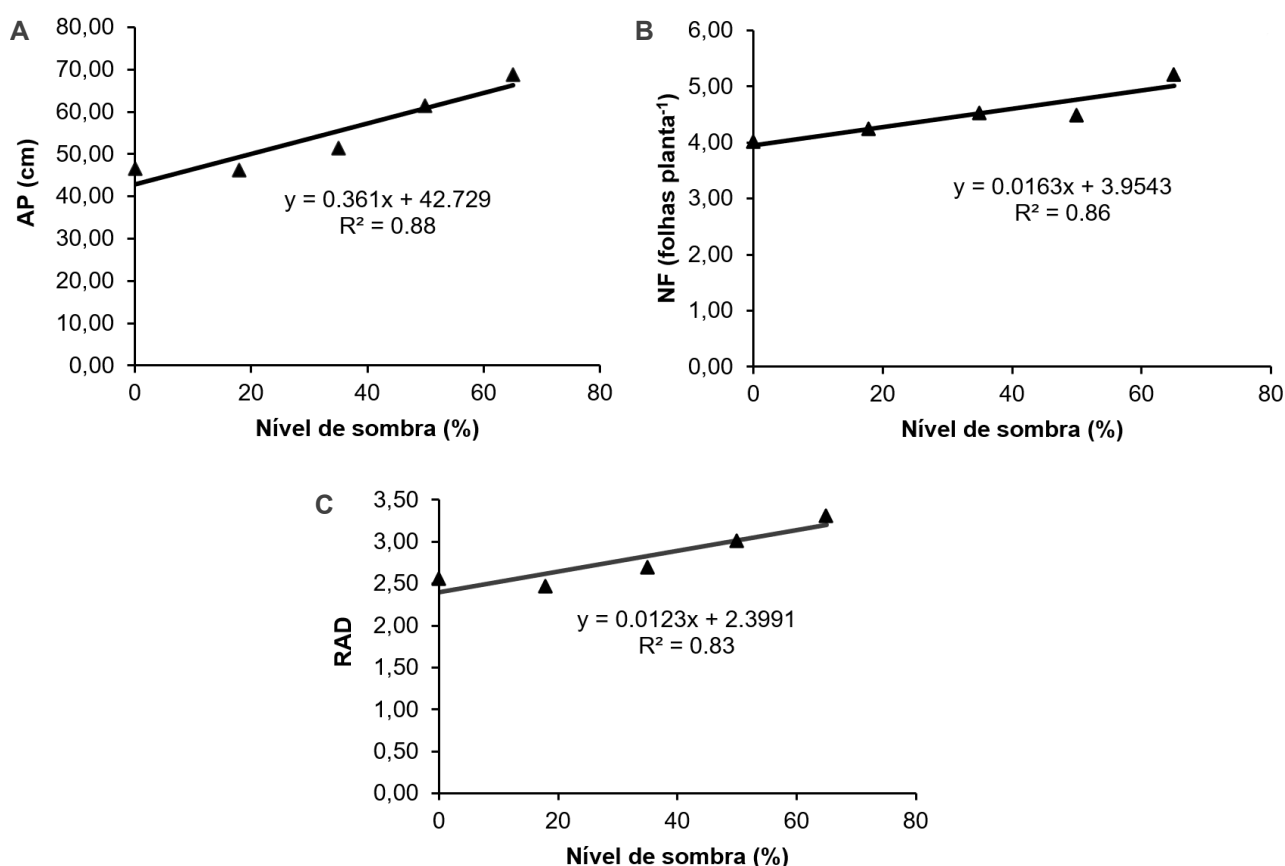 A
80,00
70,00
60,00
50,00
40,00
30,00
20,00
10,00
0,00
AP (cm)
y = 0.361x + 42.729
R² = 0.88
0 20 40 60 80
Nível de sombra (%)
B
6,00
5,00
4,00
3,00
2,00
1,00
0,00
NF (folhas planta⁻¹)
y = 0.0163x + 3.9543
R² = 0.86
0 20 40 60 80
Nível de sombra (%)
C
3,50
3,00
2,50
2,00
1,50
1,00
0,50
0,00
RAD
y = 0.0123x + 2.3991
R² = 0.83
0 20 40 60 80
Nível de sombra (%)